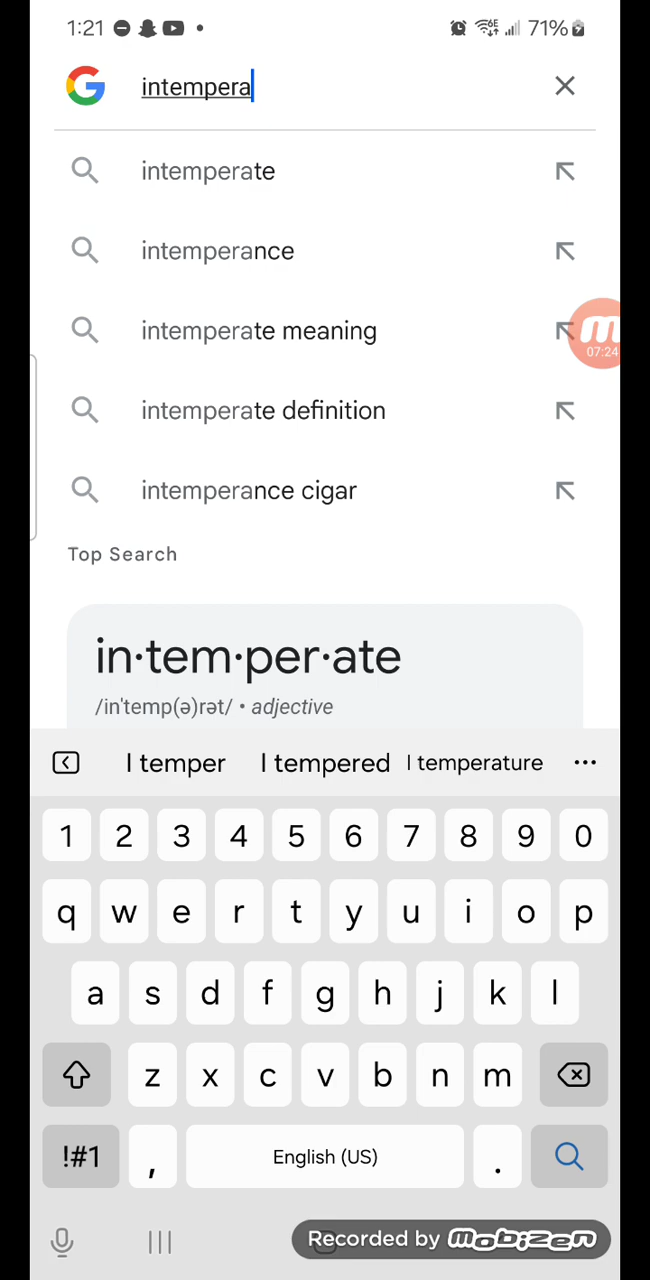 1:21 71%
intempera
intemperate
intemperance
intemperate meaning
07:24
intemperate definition
intemperance cigar
Top Search
in·tem·per·ate
/in'temp(ə)rət/ • adjective
I temper I tempered I temperature ...
1 2 3 4 5 6 7 8 9 0
q w e r t y u i o p
a s d f g h j k l
z x c v b n m
!#1 , English (US) .
Recorded by mobizen